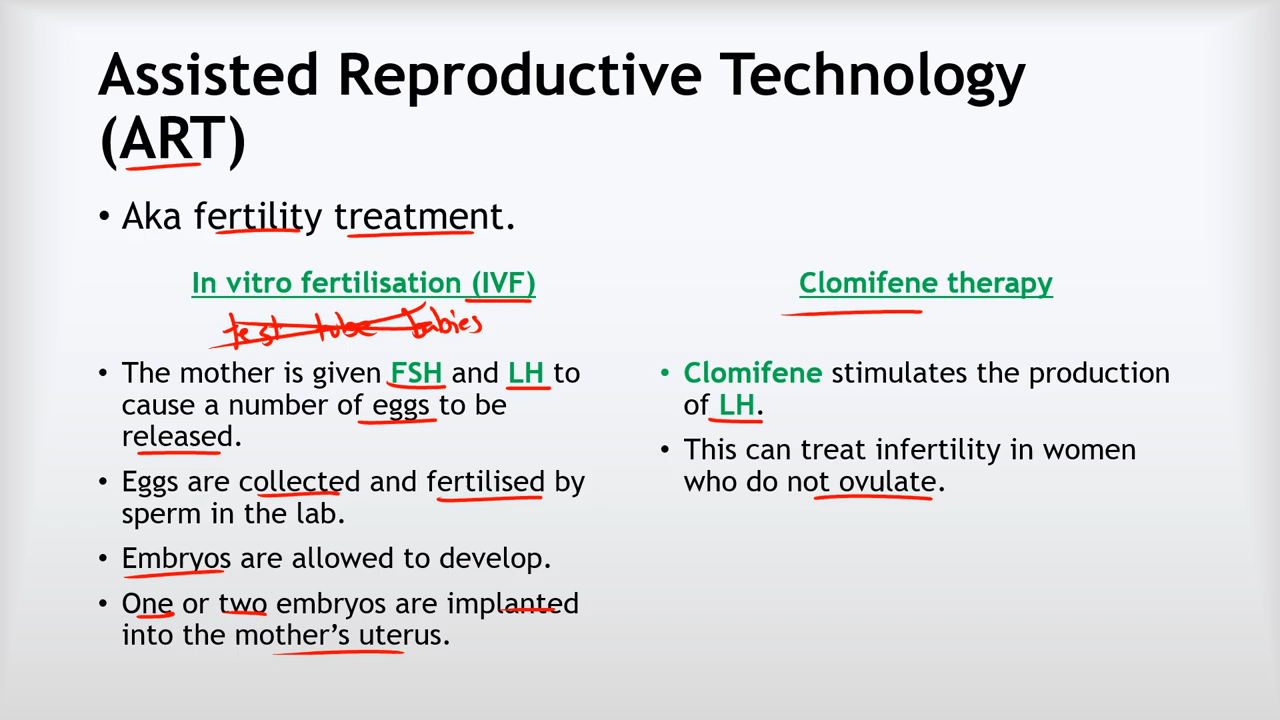 Assisted Reproductive Technology
(ART)
• Aka fertility treatment.
In vitro fertilisation (IVF)
test tube babies
• The mother is given FSH and LH to
cause a number of eggs to be
released.
• Eggs are collected and fertilised by
sperm in the lab.
• Embryos are allowed to develop.
• One or two embryos are implanted
into the mother’s uterus.
Clomifene therapy
• Clomifene stimulates the production
of LH.
• This can treat infertility in women
who do not ovulate.